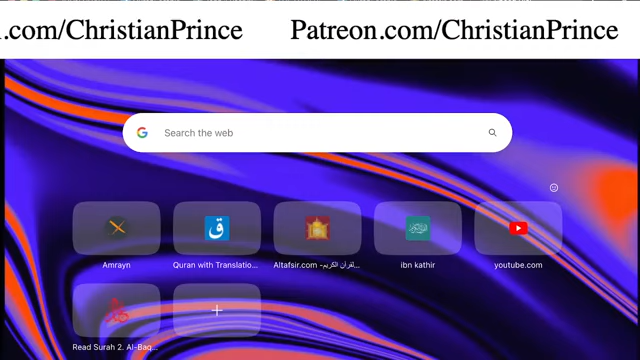 .com/ChristianPrince Patreon.com/ChristianPrince
Search the web
Amrayn
Quran with Translatio...
Altafsir.com -القرآن الكريم...
ibn kathir
youtube.com
Read Surah 2. Al-Baq...